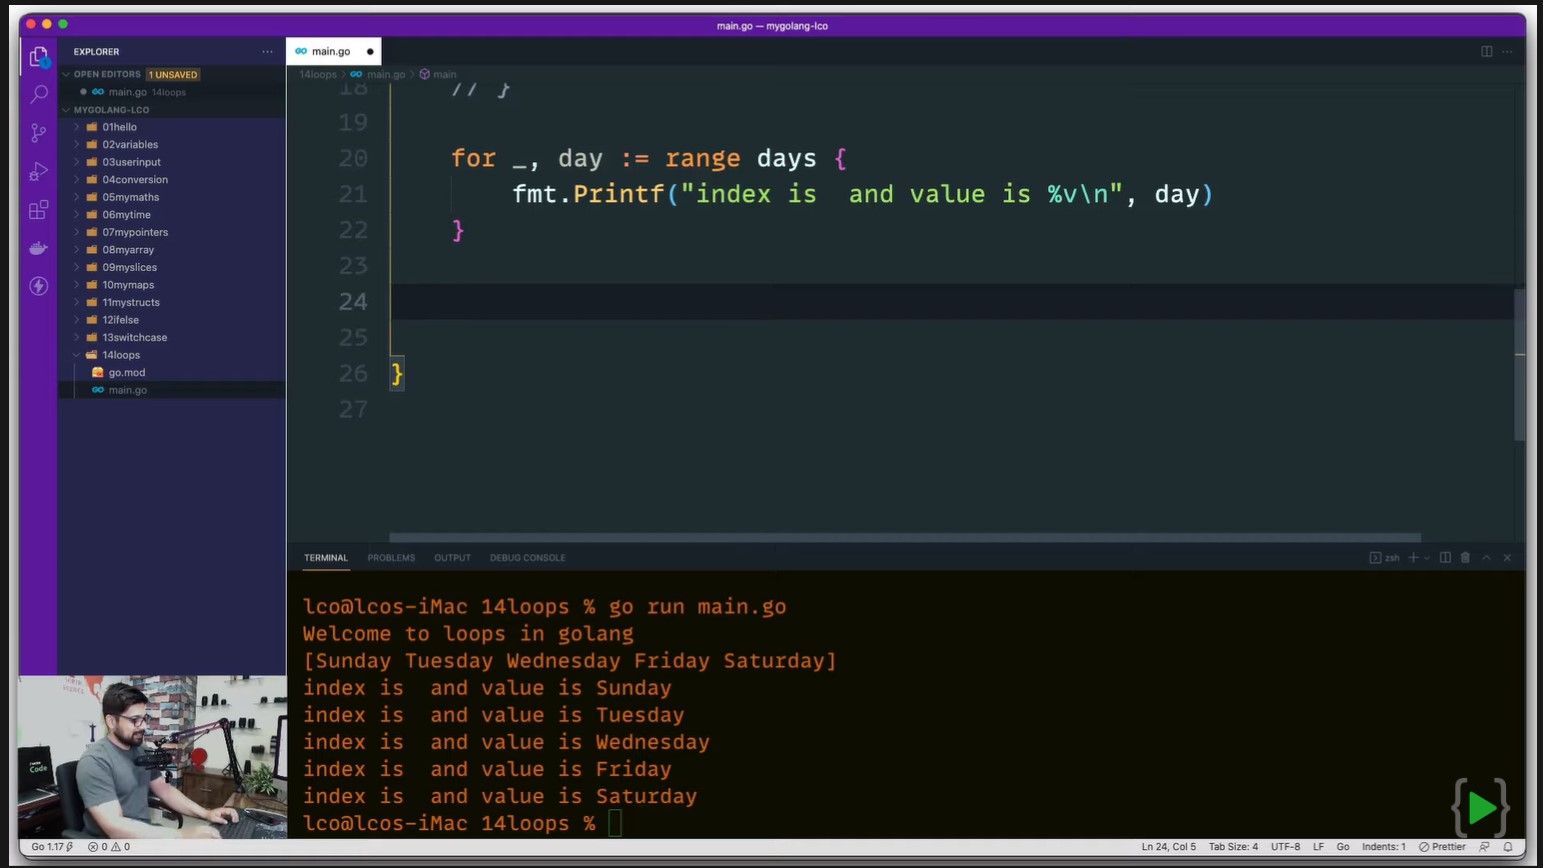 main.go — mygolang-lco
EXPLORER
main.go
OPEN EDITORS 1 UNSAVED
main.go 14loops
MYGOLANG-LCO
01hello
02variables
03userinput
04conversion
05mymaths
06mytime
07mypointers
08myarray
09myslices
10mymaps
11mystructs
12ifelse
13switchcase
14loops
go.mod
main.go
14loops > main.go > main
18 // }
19
20 for _, day := range days {
21 fmt.Printf("index is  and value is %v\n", day)
22 }
23
24
25
26 }
27
TERMINAL PROBLEMS OUTPUT DEBUG CONSOLE
zsh
lco@lcos-iMac 14loops % go run main.go
Welcome to loops in golang
[Sunday Tuesday Wednesday Friday Saturday]
index is  and value is Sunday
index is  and value is Tuesday
index is  and value is Wednesday
index is  and value is Friday
index is  and value is Saturday
lco@lcos-iMac 14loops %
Code
Go 1.17 0 0 Ln 24, Col 5 Tab Size: 4 UTF-8 LF Go Indents: 1 Prettier